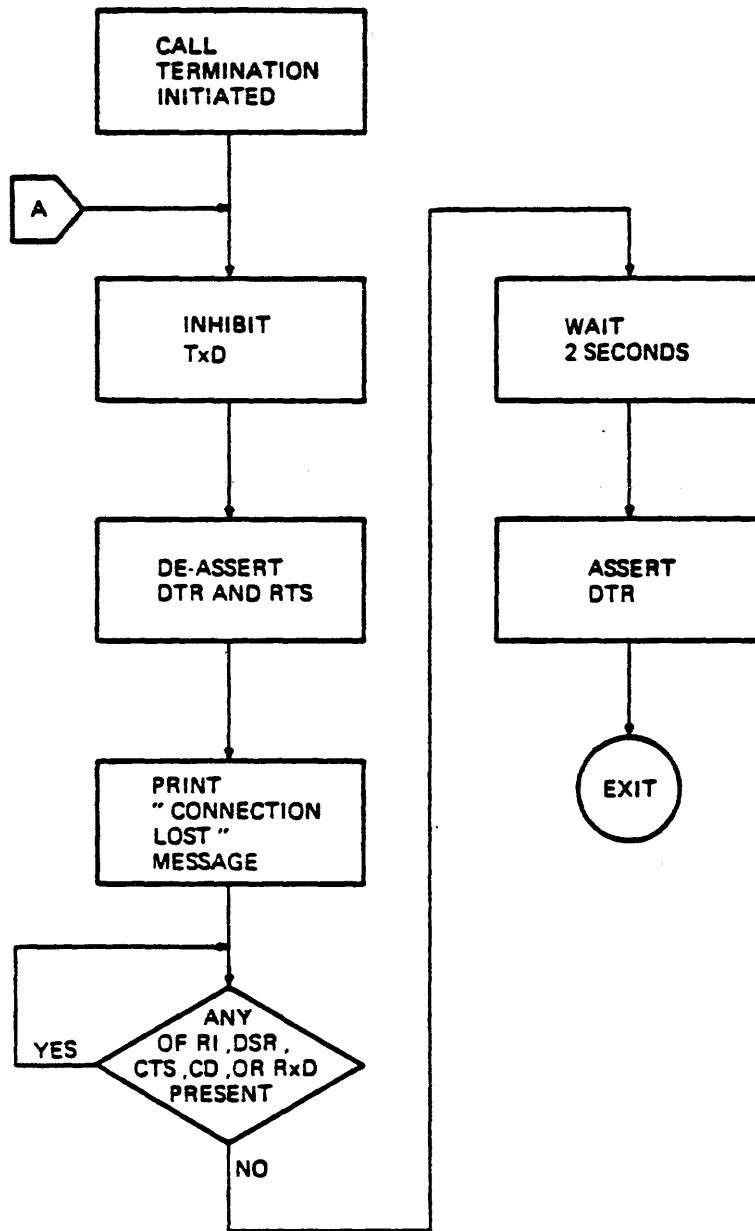 CALL
TERMINATION
INITIATED
A
INHIBIT
TxD
DE-ASSERT
DTR AND RTS
PRINT
" CONNECTION
LOST "
MESSAGE
ANY
OF RI , DSR ,
CTS , CD , OR RxD
PRESENT
YES
NO
WAIT
2 SECONDS
ASSERT
DTR
EXIT